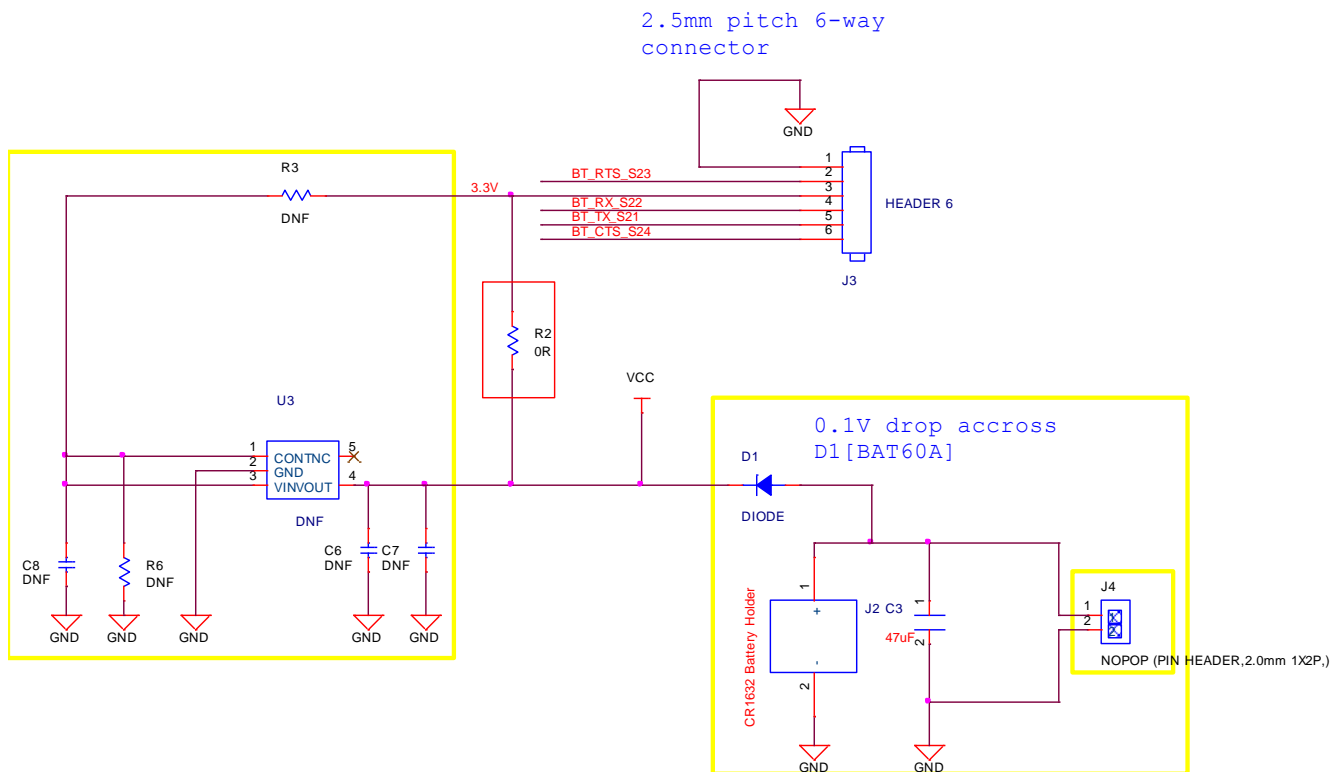 2.5mm pitch 6-way
connector
GND
1
2
3
4
5
6
BT_RTS_S23
3.3V
BT_RX_S22
BT_TX_S21
BT_CTS_S24
HEADER 6
J3
R3
DNF
R2
0R
VCC
U3
1
2
3
5
4
CONTNC
GND
VINVOUT
DNF
C8
DNF
R6
DNF
C6
DNF
C7
DNF
GND
GND
GND
GND
GND
0.1V drop accross
D1[BAT60A]
D1
DIODE
CR1632 Battery Holder
1
+
-
2
J2
C3
1
47uF
2
J4
1
2
1
2
NOPOP (PIN HEADER,2.0mm 1X2P,)
GND
GND